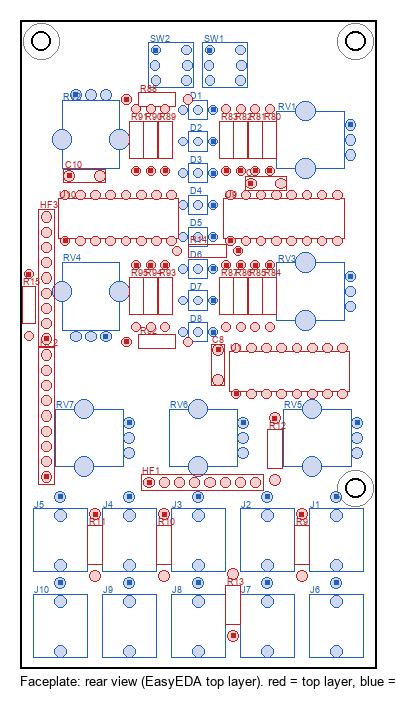 SW2 SW1
RV2 R88 D1 RV1
R91 R90 R89 R83 R82 R81 R80
D2
D3
C10
D4
HF3
D5
R14
RV4 D6 RV3
R15 R95 R94 R93 R87 R86 R85 R84
D7
D8
C8
RV7 RV6 RV5
R12
HF1
J5 J4 J3 J2 J1
R11 R10 R9
J10 J9 J8 R13 J7 J6
Faceplate: rear view (EasyEDA top layer). red = top layer, blue =